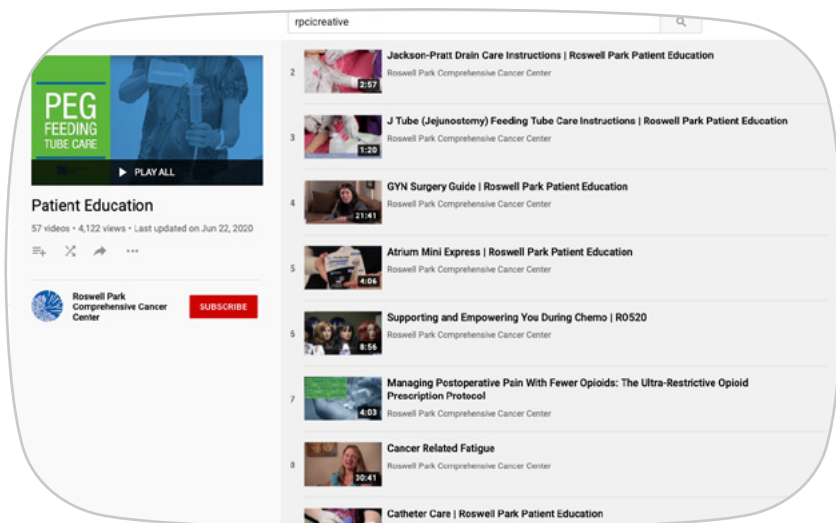 rpcicreative
PEG
FEEDING
TUBE CARE
PLAY ALL
Patient Education
57 videos • 4,122 views • Last updated on Jun 22, 2020
Roswell Park
Comprehensive Cancer
Center
SUBSCRIBE
2
2:57
Jackson-Pratt Drain Care Instructions | Roswell Park Patient Education
Roswell Park Comprehensive Cancer Center
3
1:20
J Tube (Jejunostomy) Feeding Tube Care Instructions | Roswell Park Patient Education
Roswell Park Comprehensive Cancer Center
4
21:41
GYN Surgery Guide | Roswell Park Patient Education
Roswell Park Comprehensive Cancer Center
5
4:06
Atrium Mini Express | Roswell Park Patient Education
Roswell Park Comprehensive Cancer Center
6
8:56
Supporting and Empowering You During Chemo | R0520
Roswell Park Comprehensive Cancer Center
7
4:03
Managing Postoperative Pain With Fewer Opioids: The Ultra-Restrictive Opioid
Prescription Protocol
Roswell Park Comprehensive Cancer Center
8
30:41
Cancer Related Fatigue
Roswell Park Comprehensive Cancer Center
Catheter Care | Roswell Park Patient Education